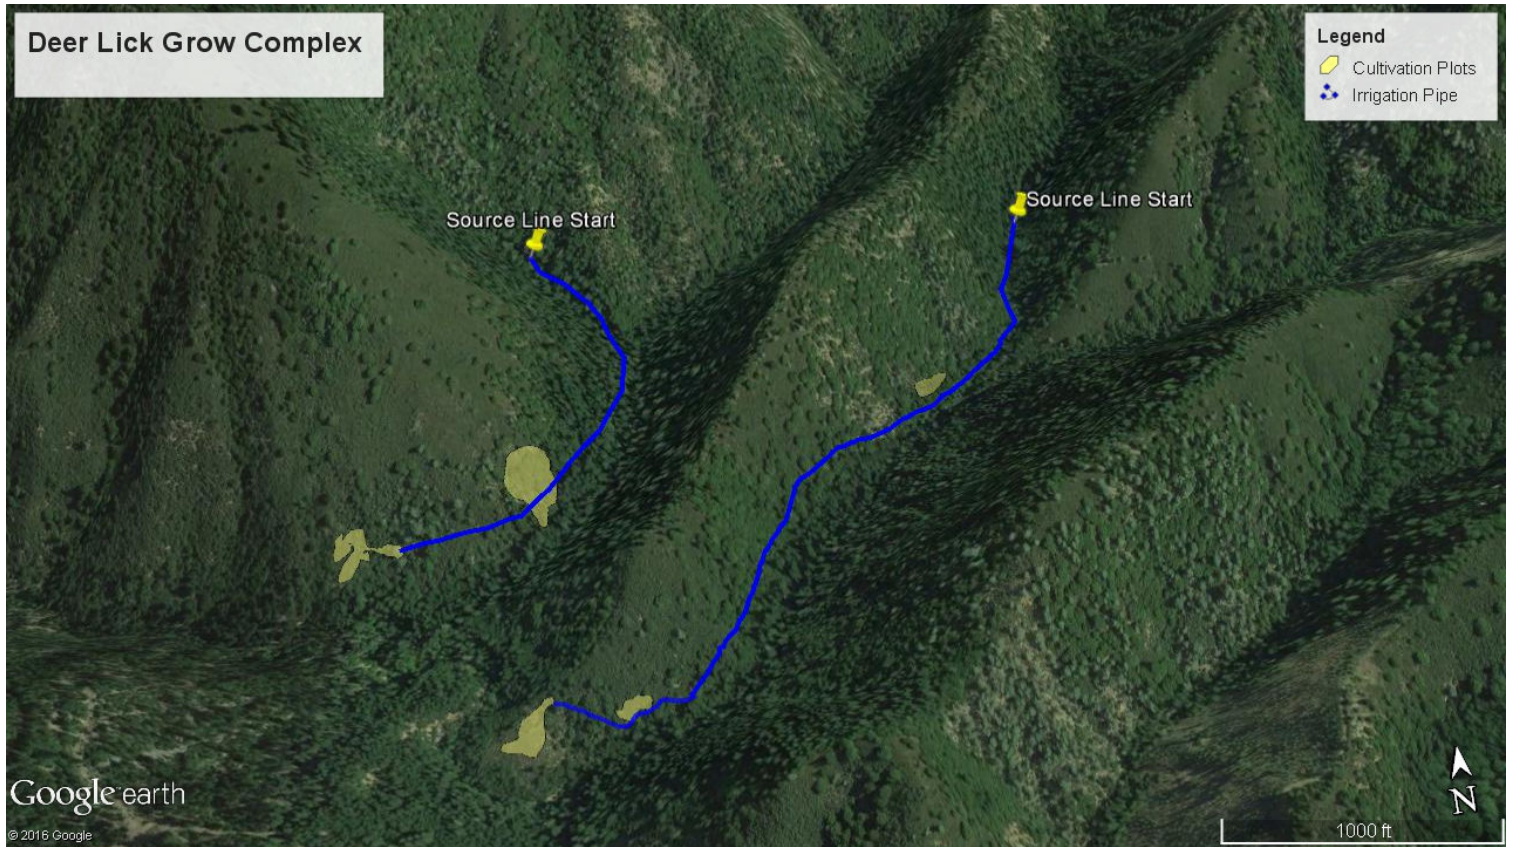 Deer Lick Grow Complex
Legend
Cultivation Plots
Irrigation Pipe
Source Line Start
Source Line Start
Google earth
© 2016 Google
N
1000 ft